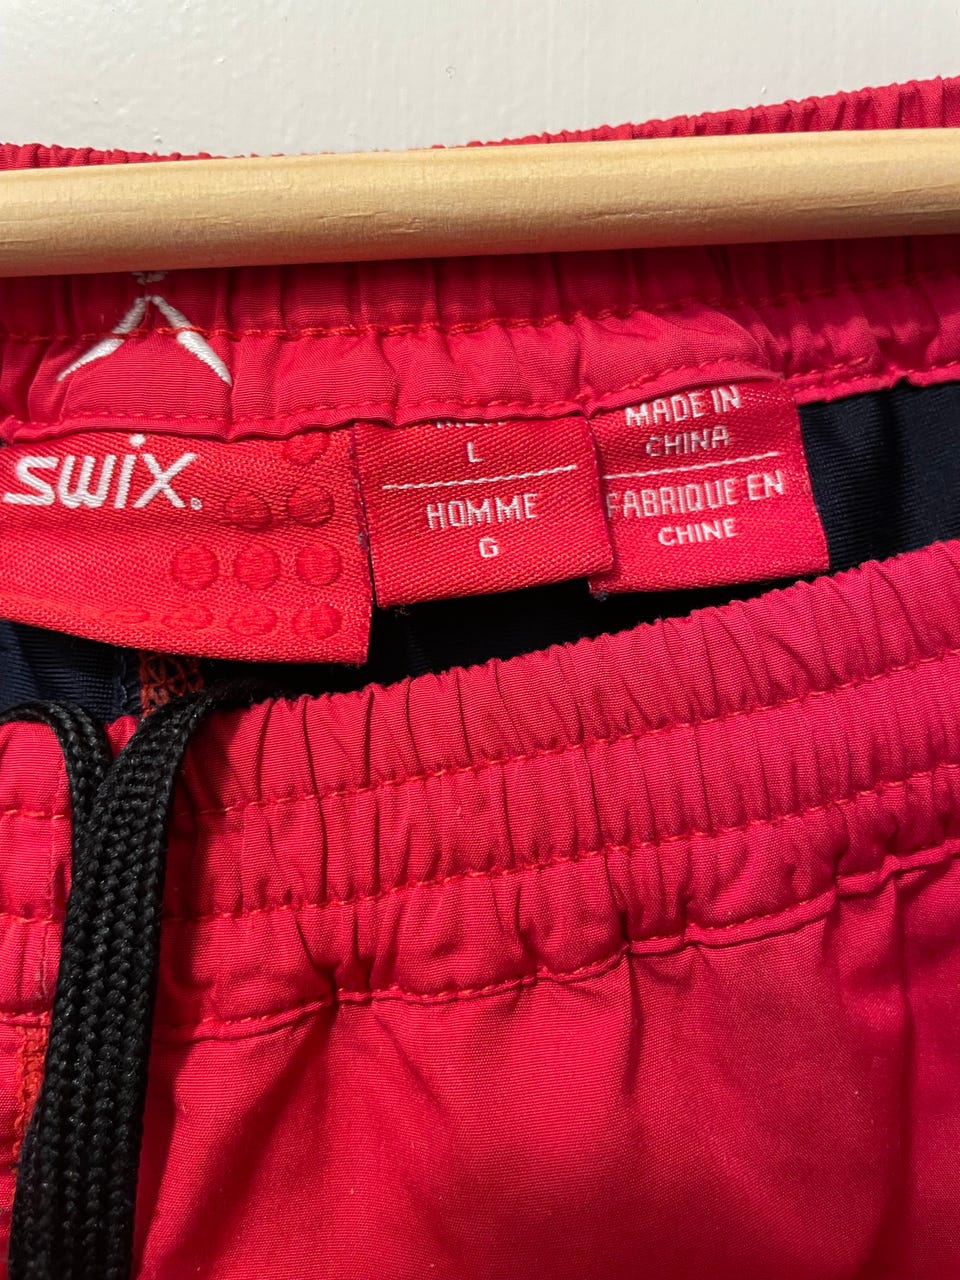 SWIX.
L
HOMME
G
MADE IN
CHINA
FABRIQUE EN
CHINE